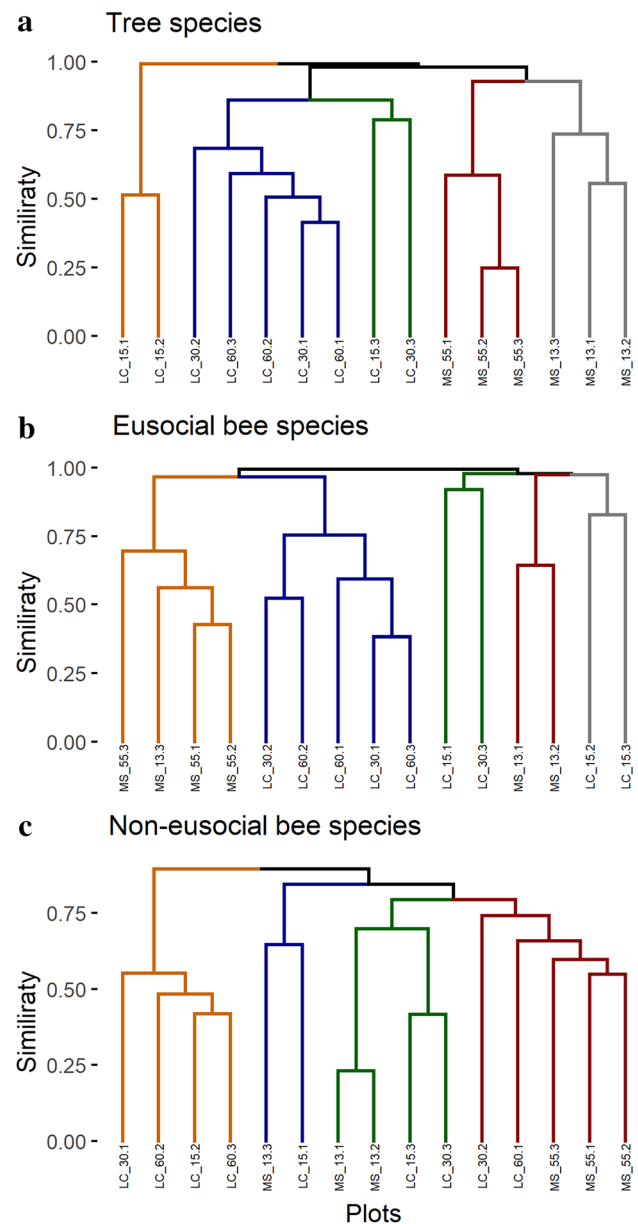 a Tree species
1.00
0.75
0.50
0.25
0.00
Similiraty
LC_15.1 LC_15.2 LC_30.2 LC_60.3 LC_60.2 LC_30.1 LC_60.1 LC_15.3 LC_30.3 MS_55.1 MS_55.2 MS_55.3 MS_13.3 MS_13.1 MS_13.2
b Eusocial bee species
1.00
0.75
0.50
0.25
0.00
Similiraty
MS_55.3 MS_13.3 MS_55.1 MS_55.2 LC_30.2 LC_60.2 LC_60.1 LC_30.1 LC_60.3 LC_15.1 LC_30.3 MS_13.1 MS_13.2 LC_15.2 LC_15.3
c Non-eusocial bee species
0.75
0.50
0.25
0.00
Similiraty
LC_30.1 LC_60.2 LC_15.2 LC_60.3 MS_13.3 LC_15.1 MS_13.1 MS_13.2 LC_15.3 LC_30.3 LC_30.2 LC_60.1 MS_55.3 MS_55.1 MS_55.2
Plots